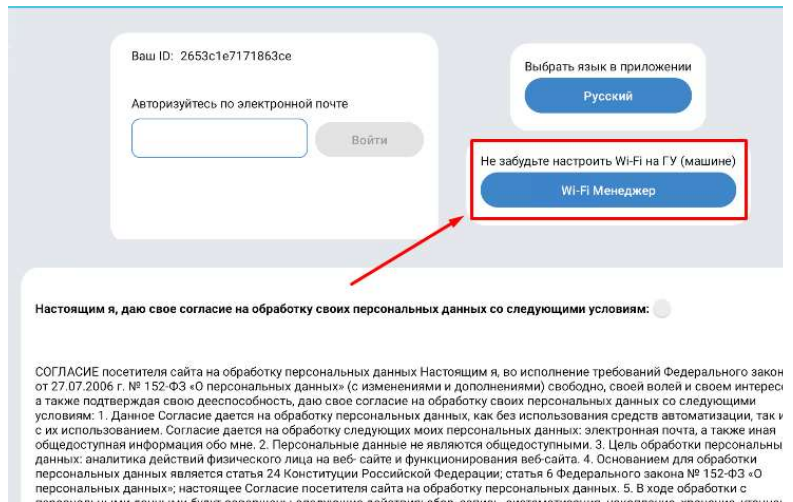 Ваш ID: 2653c1e7171863ce
Авторизуйтесь по электронной почте
Войти
Выбрать язык в приложении
Русский
Не забудьте настроить Wi-Fi на ГУ (машине)
Wi-Fi Менеджер
Настоящим я, даю свое согласие на обработку своих персональных данных со следующими условиям:
СОГЛАСИЕ посетителя сайта на обработку персональных данных Настоящим я, во исполнение требований Федерального закон
от 27.07.2006 г. № 152-ФЗ «О персональных данных» (с изменениями и дополнениями) свободно, своей волей и своем интерес
а также подтверждая свою дееспособность, даю свое согласие на обработку своих персональных данных со следующими
условиям: 1. Данное Согласие дается на обработку персональных данных, как без использования средств автоматизации, так и
с их использованием. Согласие дается на обработку следующих моих персональных данных: электронная почта, а также иная
общедоступная информация обо мне. 2. Персональные данные не являются общедоступными. 3. Цель обработки персональны
данных: аналитика действий физического лица на веб- сайте и функционирования веб-сайта. 4. Основанием для обработки
персональных данных является статья 24 Конституции Российской Федерации; статья 6 Федерального закона № 152-ФЗ «О
персональных данных»; настоящее Согласие посетителя сайта на обработку персональных данных. 5. В ходе обработки с